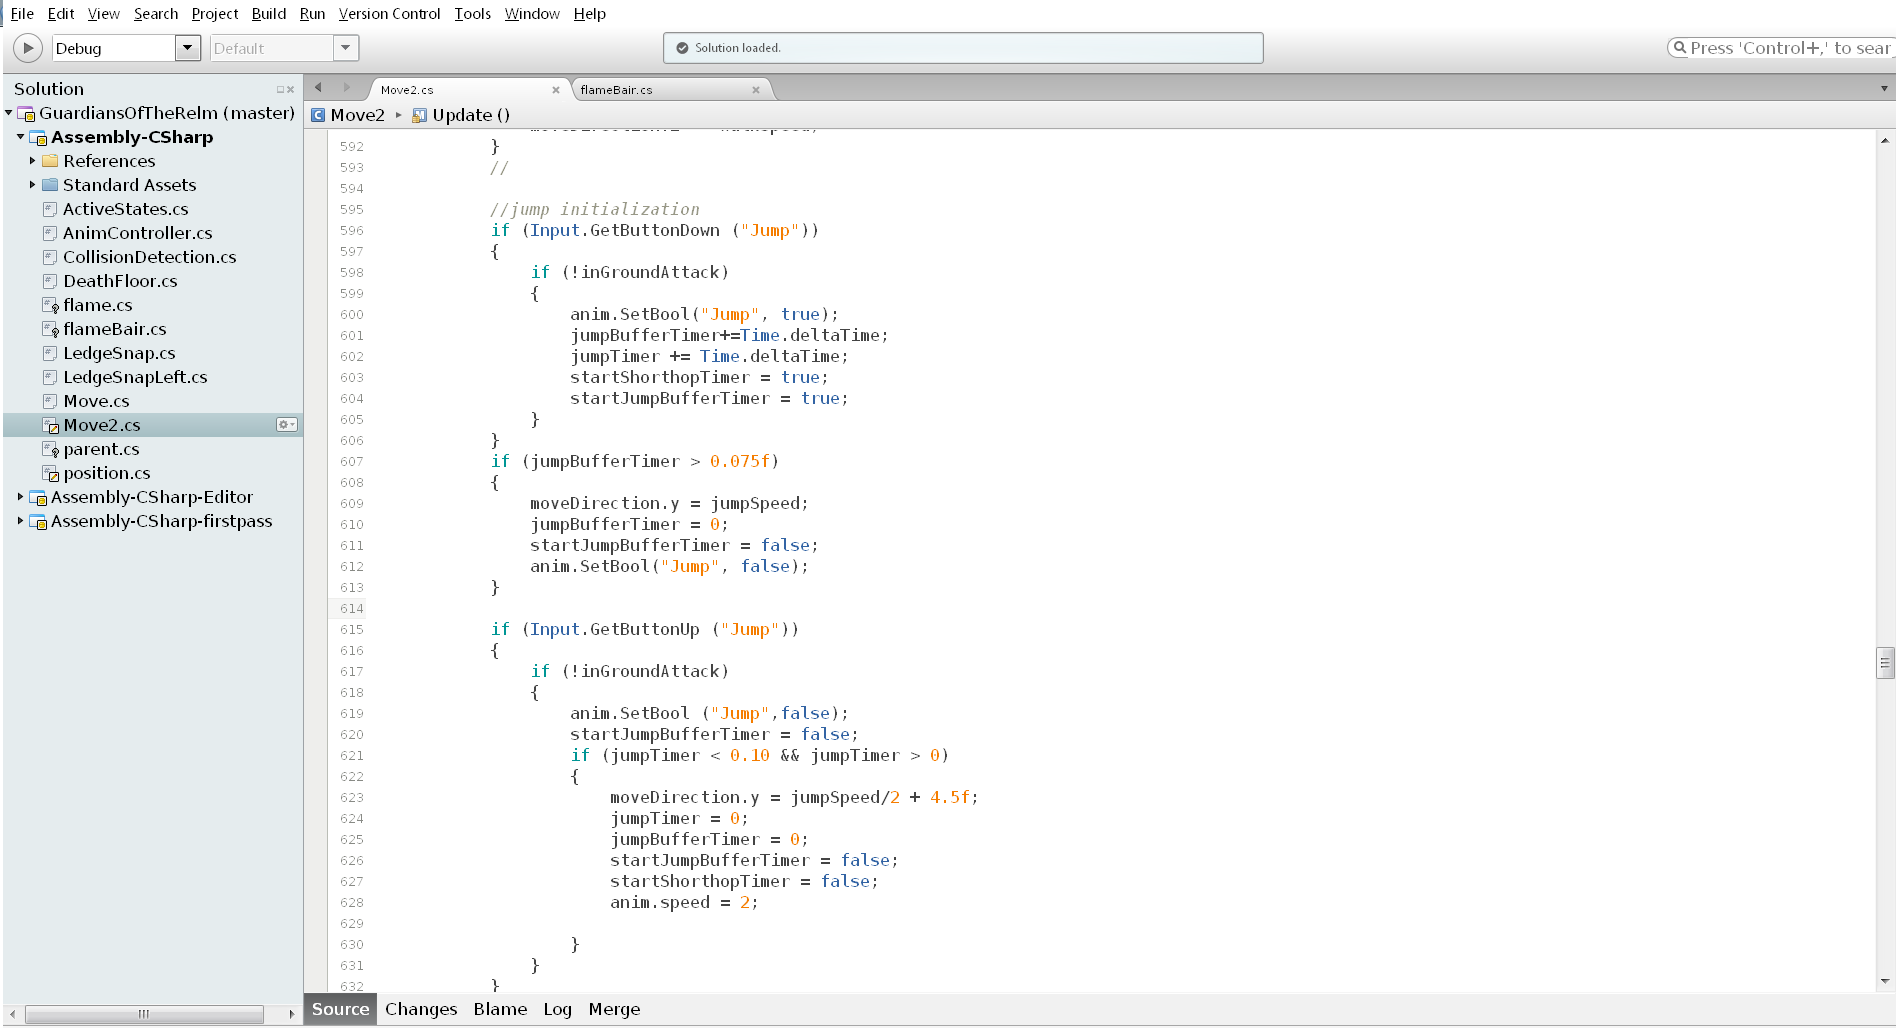 File Edit View Search Project Build Run Version Control Tools Window Help
Debug Default Solution loaded. Press 'Control+,' to sear
Solution
GuardiansOfTheRelm (master)
Assembly-CSharp
References
Standard Assets
ActiveStates.cs
AnimController.cs
CollisionDetection.cs
DeathFloor.cs
flame.cs
flameBair.cs
LedgeSnap.cs
LedgeSnapLeft.cs
Move.cs
Move2.cs
parent.cs
position.cs
Assembly-CSharp-Editor
Assembly-CSharp-firstpass
Move2.cs flameBair.cs
Move2 Update ()
592 }
593 //
594
595 //jump initialization
596 if (Input.GetButtonDown ("Jump"))
597 {
598 if (!inGroundAttack)
599 {
600 anim.SetBool("Jump", true);
601 jumpBufferTimer+=Time.deltaTime;
602 jumpTimer += Time.deltaTime;
603 startShorthopTimer = true;
604 startJumpBufferTimer = true;
605 }
606 }
607 if (jumpBufferTimer > 0.075f)
608 {
609 moveDirection.y = jumpSpeed;
610 jumpBufferTimer = 0;
611 startJumpBufferTimer = false;
612 anim.SetBool("Jump", false);
613 }
614
615 if (Input.GetButtonUp ("Jump"))
616 {
617 if (!inGroundAttack)
618 {
619 anim.SetBool ("Jump",false);
620 startJumpBufferTimer = false;
621 if (jumpTimer < 0.10 && jumpTimer > 0)
622 {
623 moveDirection.y = jumpSpeed/2 + 4.5f;
624 jumpTimer = 0;
625 jumpBufferTimer = 0;
626 startJumpBufferTimer = false;
627 startShorthopTimer = false;
628 anim.speed = 2;
629
630 }
631 }
632 }
Source Changes Blame Log Merge